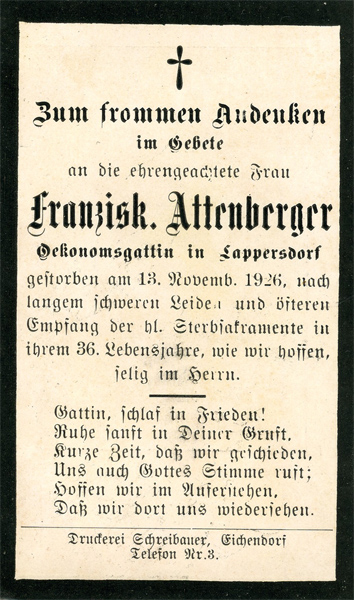 Zum frommen Andenken
im Gebete
an die ehrengeachtete Frau
Franzisk. Attenberger
Oekonomsgattin in Lappersdorf
gestorben am 13. Novemb. 1926, nach
langem schweren Leiden und öfteren
Empfang der hl. Sterbsakramente in
ihrem 36. Lebensjahre, wie wir hoffen,
selig im Herrn.
Gattin, schlaf in Frieden!
Ruhe sanft in Deiner Gruft,
Kurze Zeit, daß wir geschieden,
Uns auch Gottes Stimme ruft;
Hoffen wir im Auferstehen,
Daß wir dort uns wiedersehen.
Druckerei Schreibauer, Eichendorf
Telefon Nr. 3.